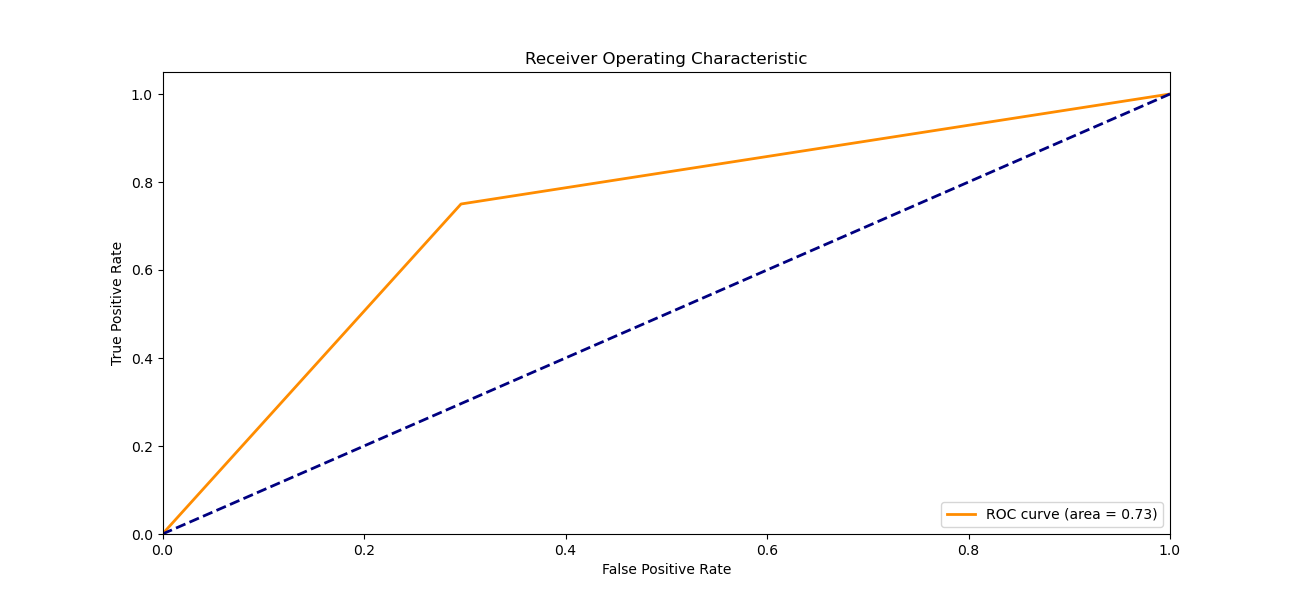 Receiver Operating Characteristic
1.0
0.8
0.6
0.4
0.2
0.0
True Positive Rate
ROC curve (area = 0.73)
0.0 0.2 0.4 0.6 0.8 1.0
False Positive Rate